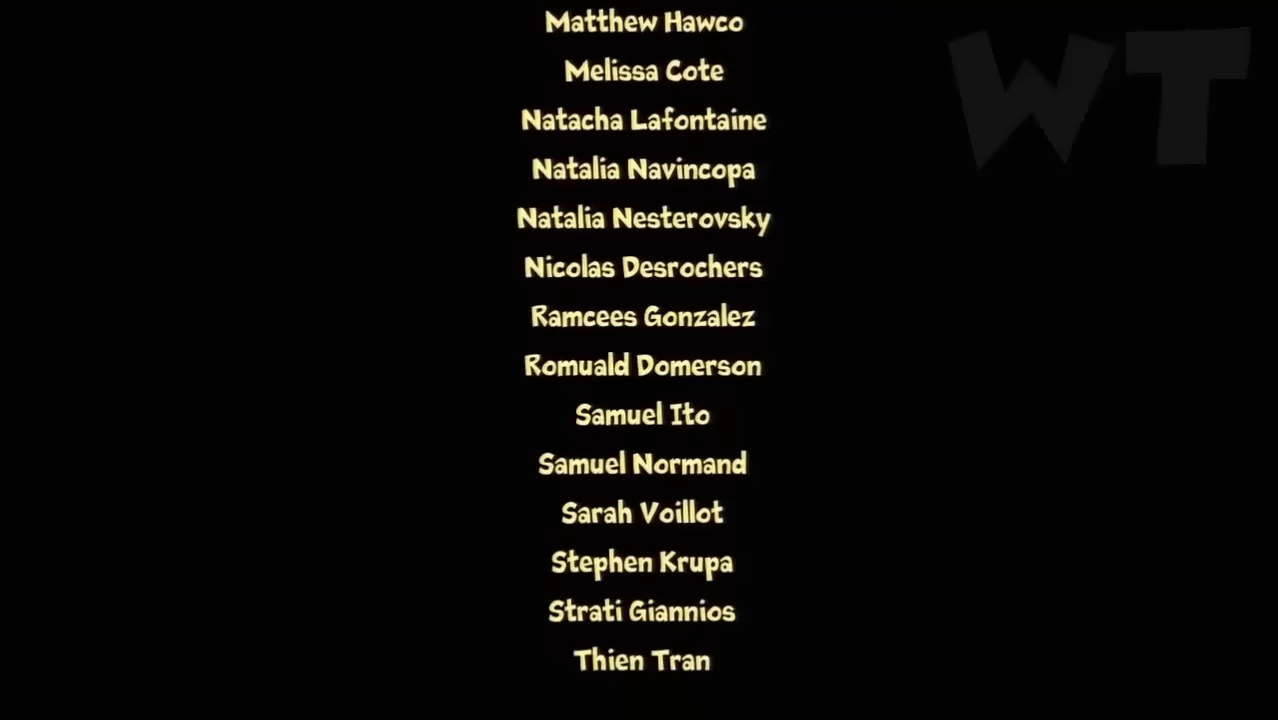 WT
Matthew Hawco
Melissa Cote
Natacha Lafontaine
Natalia Navincopa
Natalia Nesterovsky
Nicolas Desrochers
Ramcees Gonzalez
Romuald Domerson
Samuel Ito
Samuel Normand
Sarah Voillot
Stephen Krupa
Strati Giannios
Thien Tran